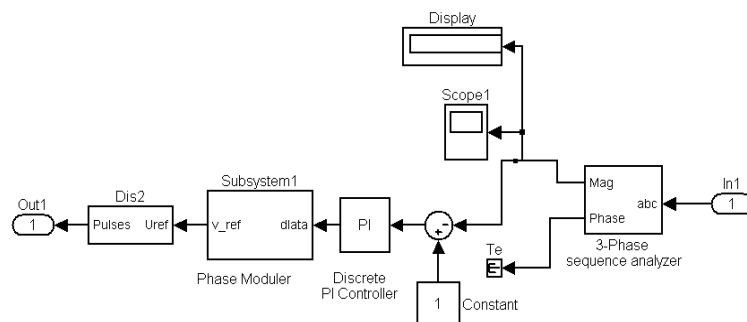 Display
Scope1
Subsystem1
Dis2
Out1
1
Pulses
Uref
v_ref
dlata
PI
Mag
Phase
abc
In1
1
Te
3-Phase
sequence analyzer
Phase Moduler
Discrete
PI Controller
1
Constant